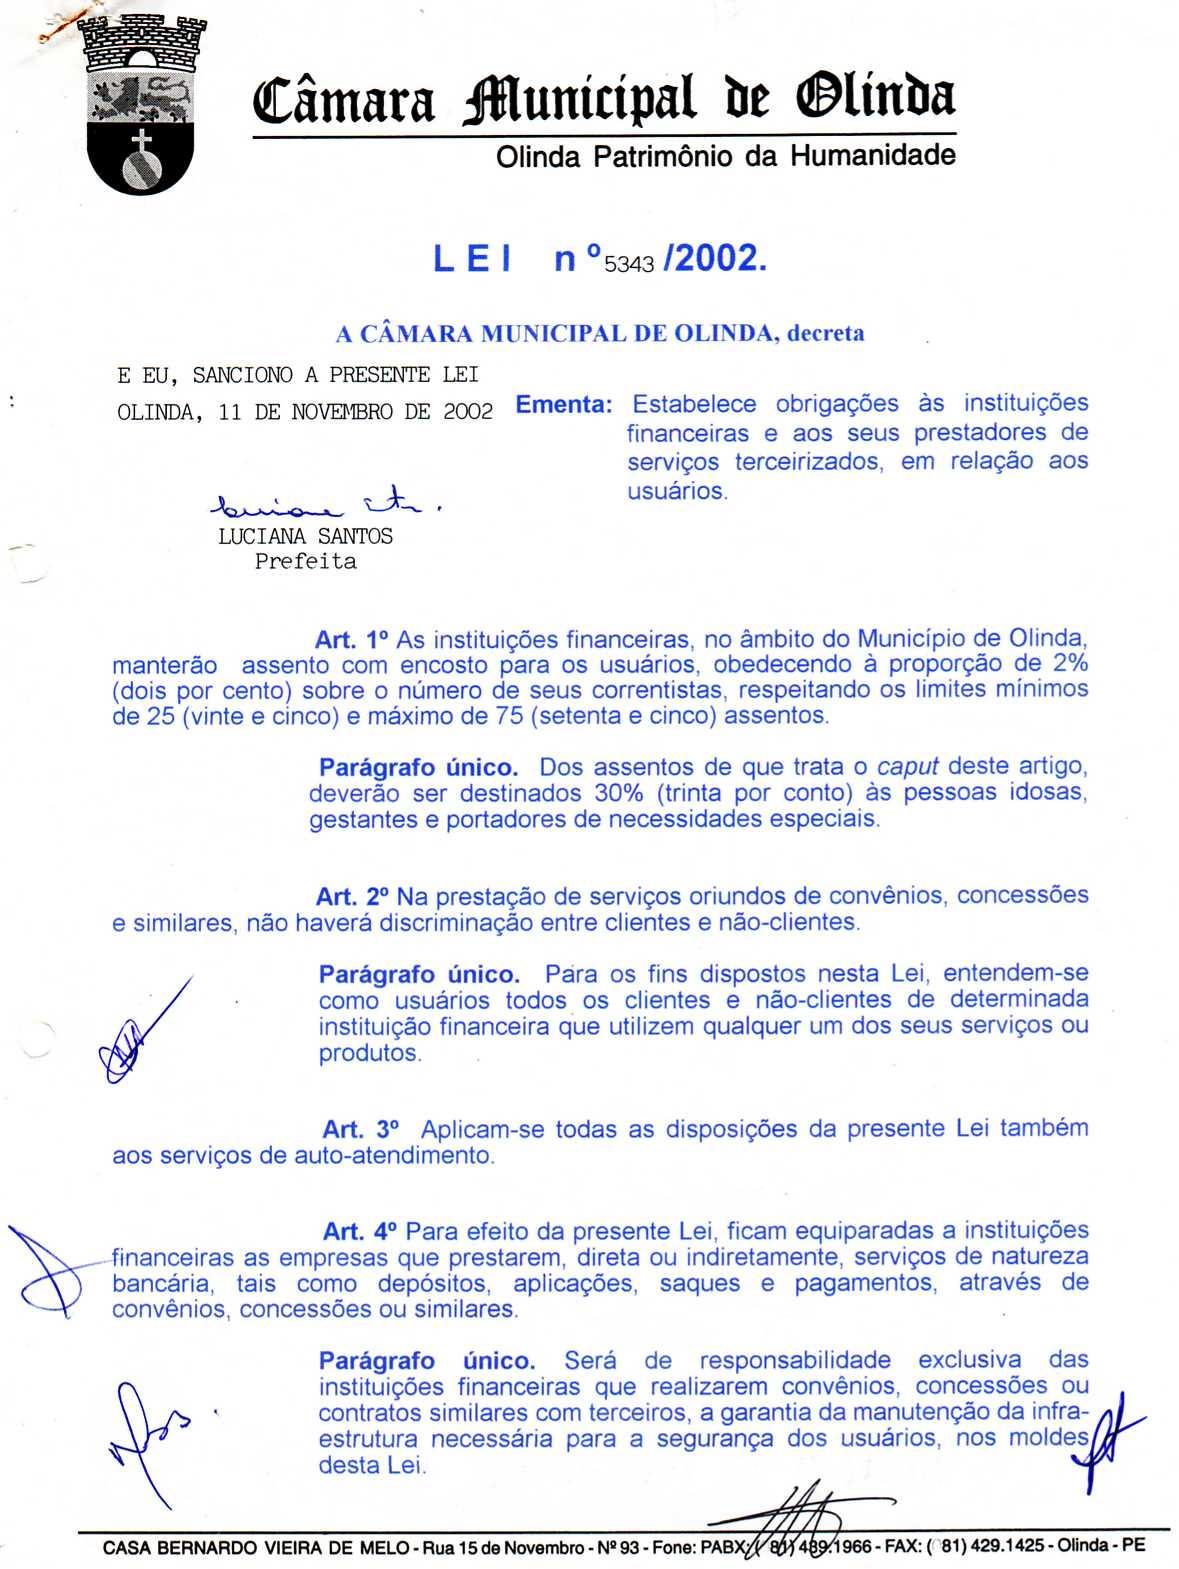 Câmara Municipal de Olinda
Olinda Patrimônio da Humanidade
LEI nº 5343 /2002.
A CÂMARA MUNICIPAL DE OLINDA, decreta
E EU, SANCIONO A PRESENTE LEI
OLINDA, 11 DE NOVEMBRO DE 2002
LUCIANA SANTOS
Prefeita
Ementa: Estabelece obrigações às instituições
financeiras e aos seus prestadores de
serviços terceirizados, em relação aos
usuários.
Art. 1º As instituições financeiras, no âmbito do Município de Olinda,
manterão assento com encosto para os usuários, obedecendo à proporção de 2%
(dois por cento) sobre o número de seus correntistas, respeitando os limites mínimos
de 25 (vinte e cinco) e máximo de 75 (setenta e cinco) assentos.
Parágrafo único. Dos assentos de que trata o caput deste artigo,
deverão ser destinados 30% (trinta por conto) às pessoas idosas,
gestantes e portadores de necessidades especiais.
Art. 2º Na prestação de serviços oriundos de convênios, concessões
e similares, não haverá discriminação entre clientes e não-clientes.
Parágrafo único. Para os fins dispostos nesta Lei, entendem-se
como usuários todos os clientes e não-clientes de determinada
instituição financeira que utilizem qualquer um dos seus serviços ou
produtos.
Art. 3º Aplicam-se todas as disposições da presente Lei também
aos serviços de auto-atendimento.
Art. 4º Para efeito da presente Lei, ficam equiparadas a instituições
financeiras as empresas que prestarem, direta ou indiretamente, serviços de natureza
bancária, tais como depósitos, aplicações, saques e pagamentos, através de
convênios, concessões ou similares.
Parágrafo único. Será de responsabilidade exclusiva das
instituições financeiras que realizarem convênios, concessões ou
contratos similares com terceiros, a garantia da manutenção da infra-
estrutura necessária para a segurança dos usuários, nos moldes
desta Lei.
CASA BERNARDO VIEIRA DE MELO - Rua 15 de Novembro - Nº 93 - Fone: PABX: ( 81) 439.1966 - FAX: ( 81) 429.1425 - Olinda - PE